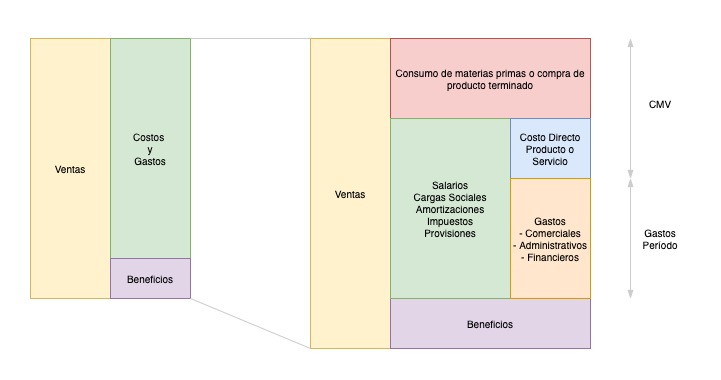 Ventas
Costos
y
Gastos
Beneficios
Ventas
Consumo de materias primas o compra de
producto terminado
Salarios
Cargas Sociales
Amortizaciones
Impuestos
Provisiones
Costo Directo
Producto o
Servicio
Gastos
- Comerciales
- Administrativos
- Financieros
Beneficios
CMV
Gastos
Período